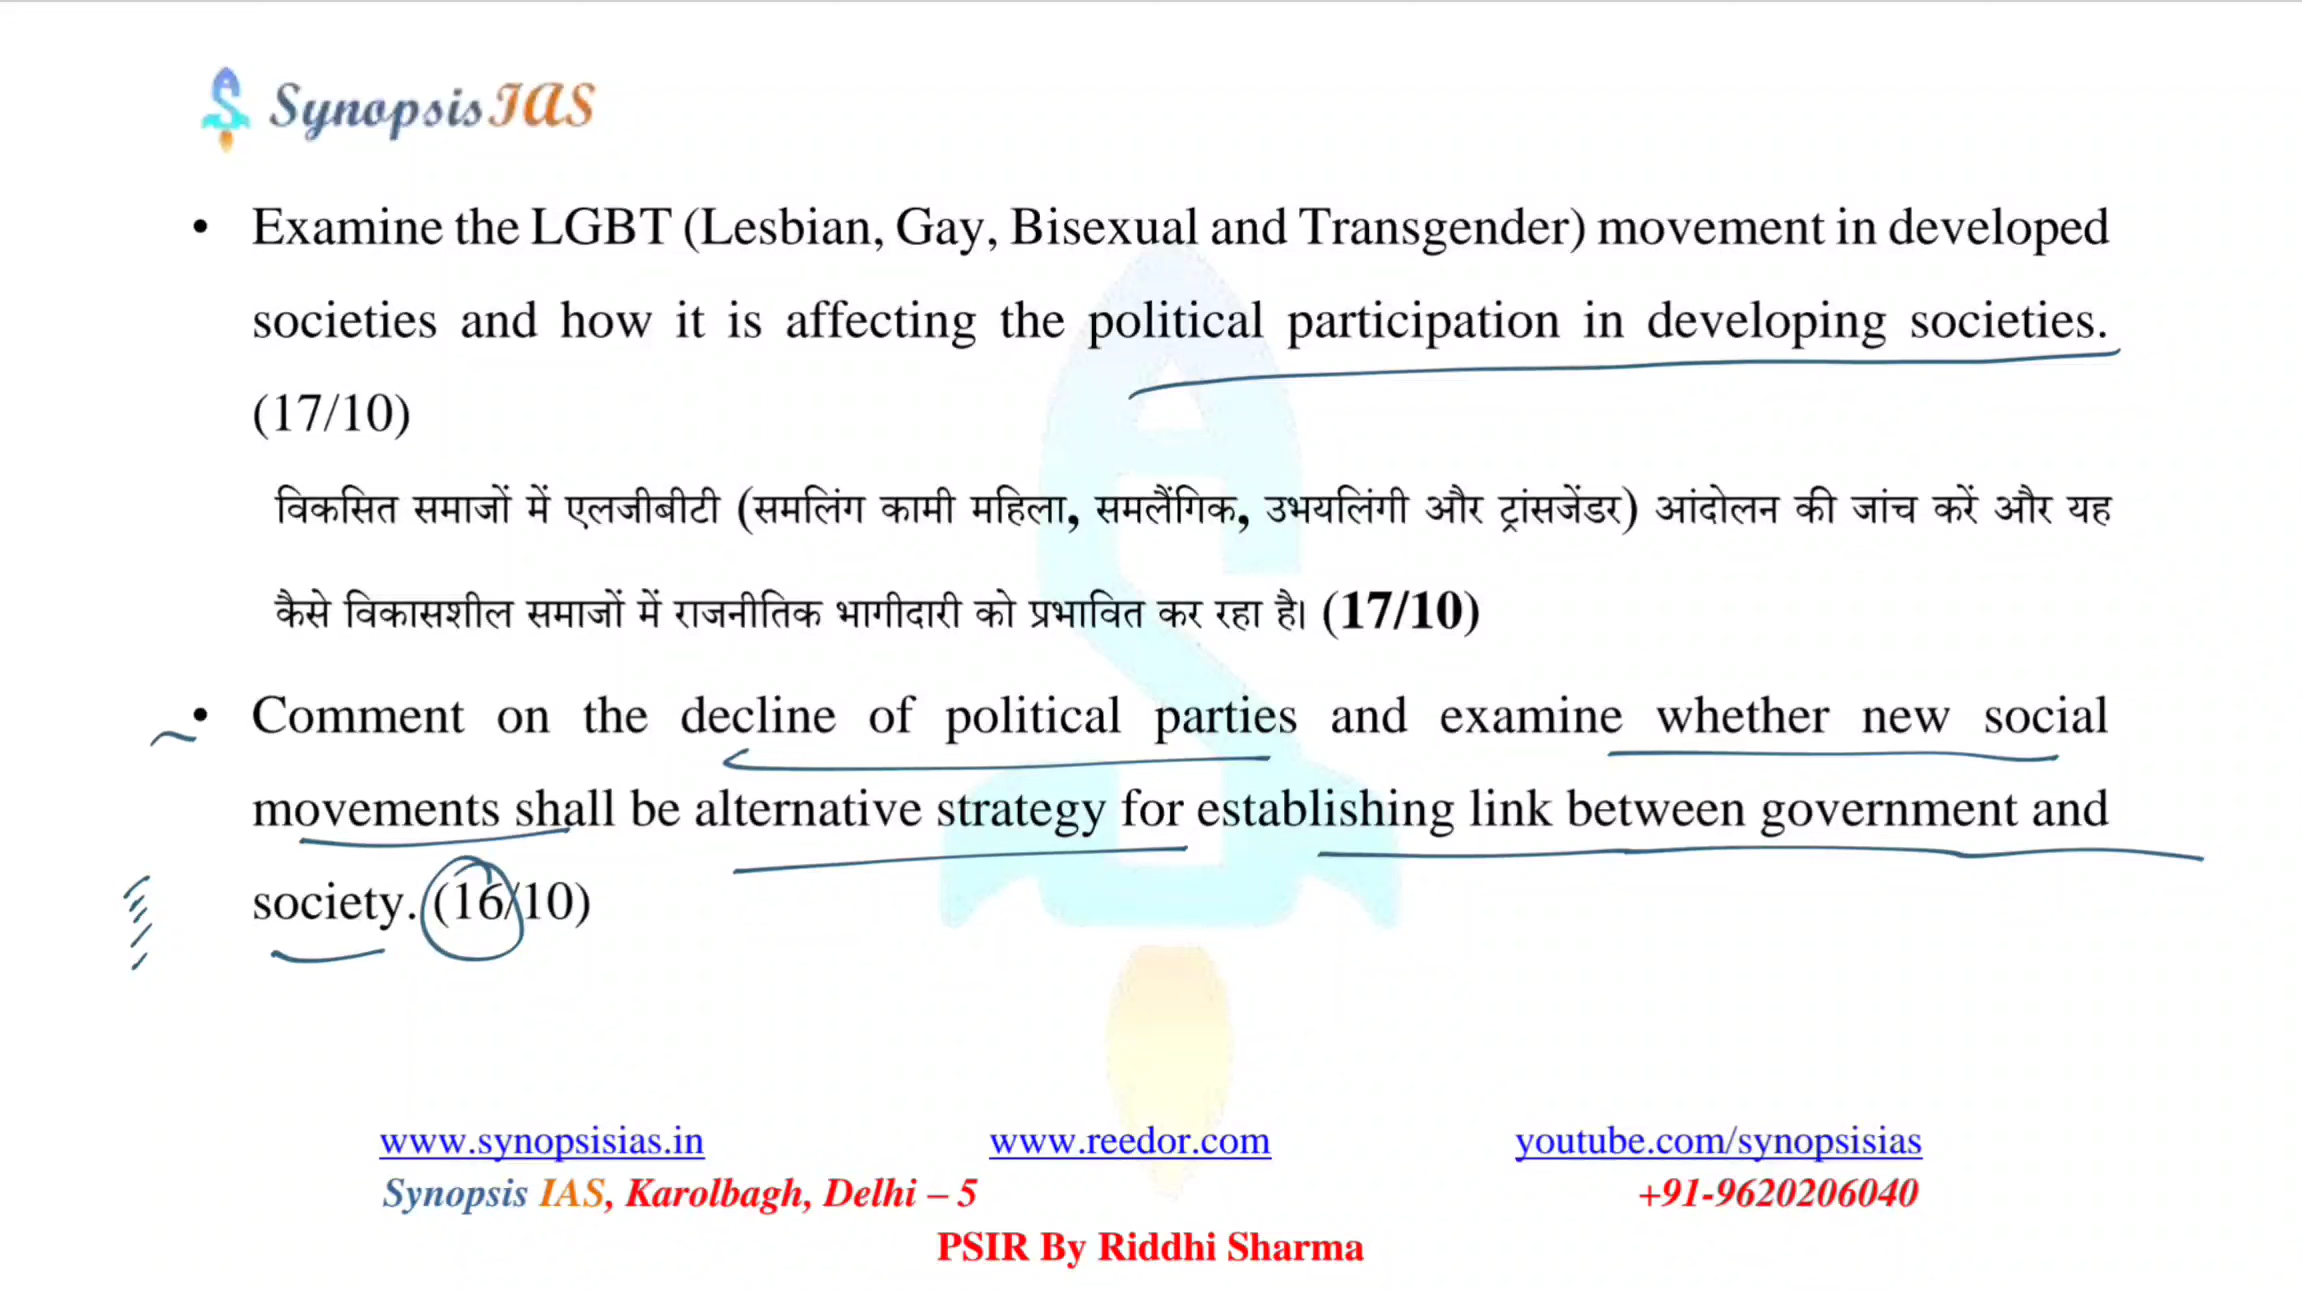 Synopsis IAS
• Examine the LGBT (Lesbian, Gay, Bisexual and Transgender) movement in developed
societies and how it is affecting the political participation in developing societies.
(17/10)
विकसित समाजों में एलजीबीटी (समलिंग कामी महिला, समलैंगिक, उभयलिंगी और ट्रांसजेंडर) आंदोलन की जांच करें और यह
कैसे विकासशील समाजों में राजनीतिक भागीदारी को प्रभावित कर रहा है। (17/10)
• Comment on the decline of political parties and examine whether new social
movements shall be alternative strategy for establishing link between government and
society. (16/10)
www.synopsisias.in www.reedor.com youtube.com/synopsisias
Synopsis IAS, Karolbagh, Delhi – 5 +91-9620206040
PSIR By Riddhi Sharma